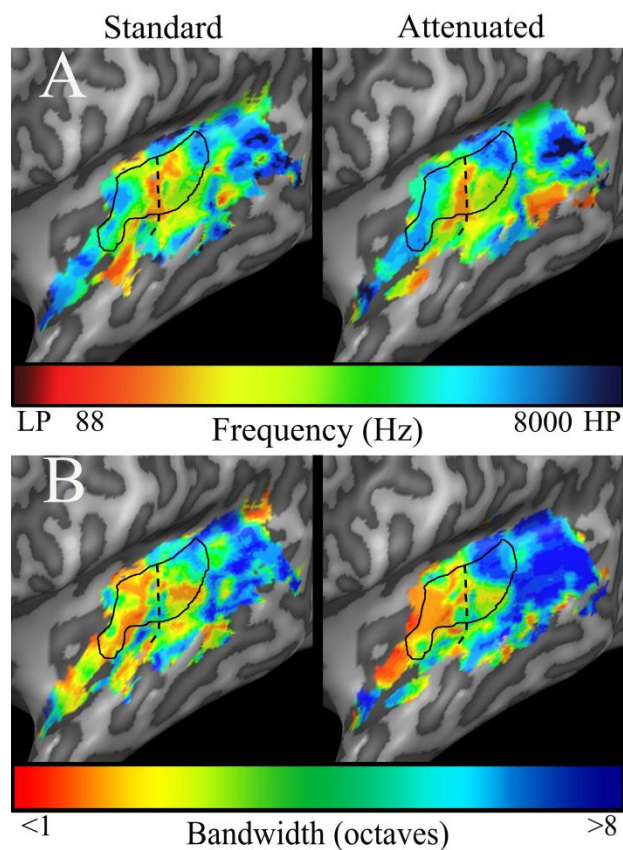 Standard Attenuated
A
LP 88 Frequency (Hz) 8000 HP
B
<1 Bandwidth (octaves) >8